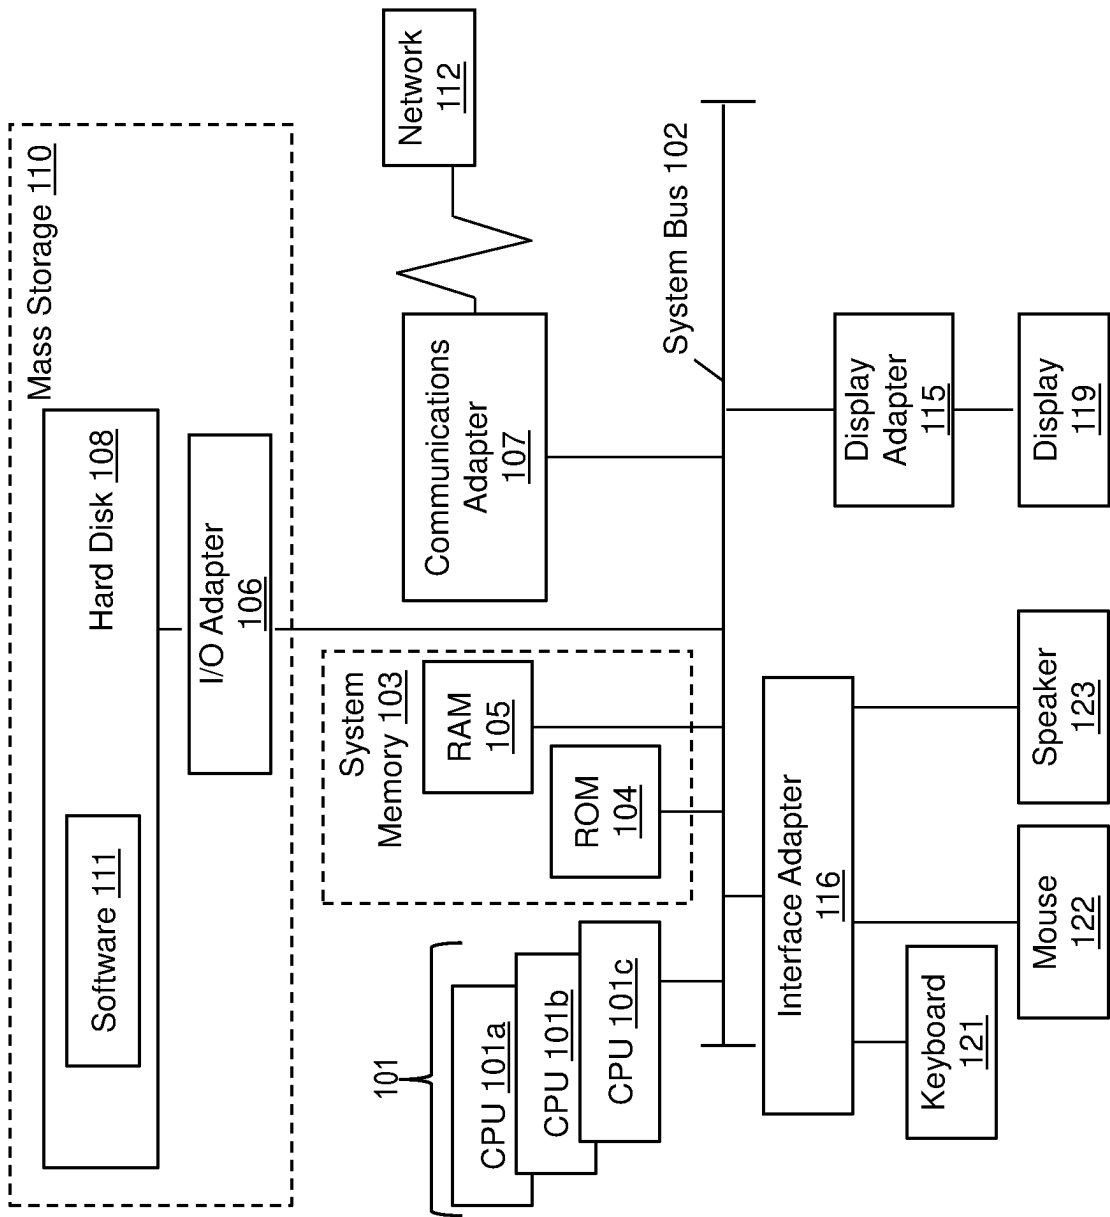 Mass Storage 110
Software 111
Hard Disk 108
I/O Adapter
106
101
CPU 101a
CPU 101b
CPU 101c
System
Memory 103
RAM
105
ROM
104
Communications
Adapter
107
Network
112
System Bus 102
Interface Adapter
116
Display
Adapter
115
Keyboard
121
Mouse
122
Speaker
123
Display
119